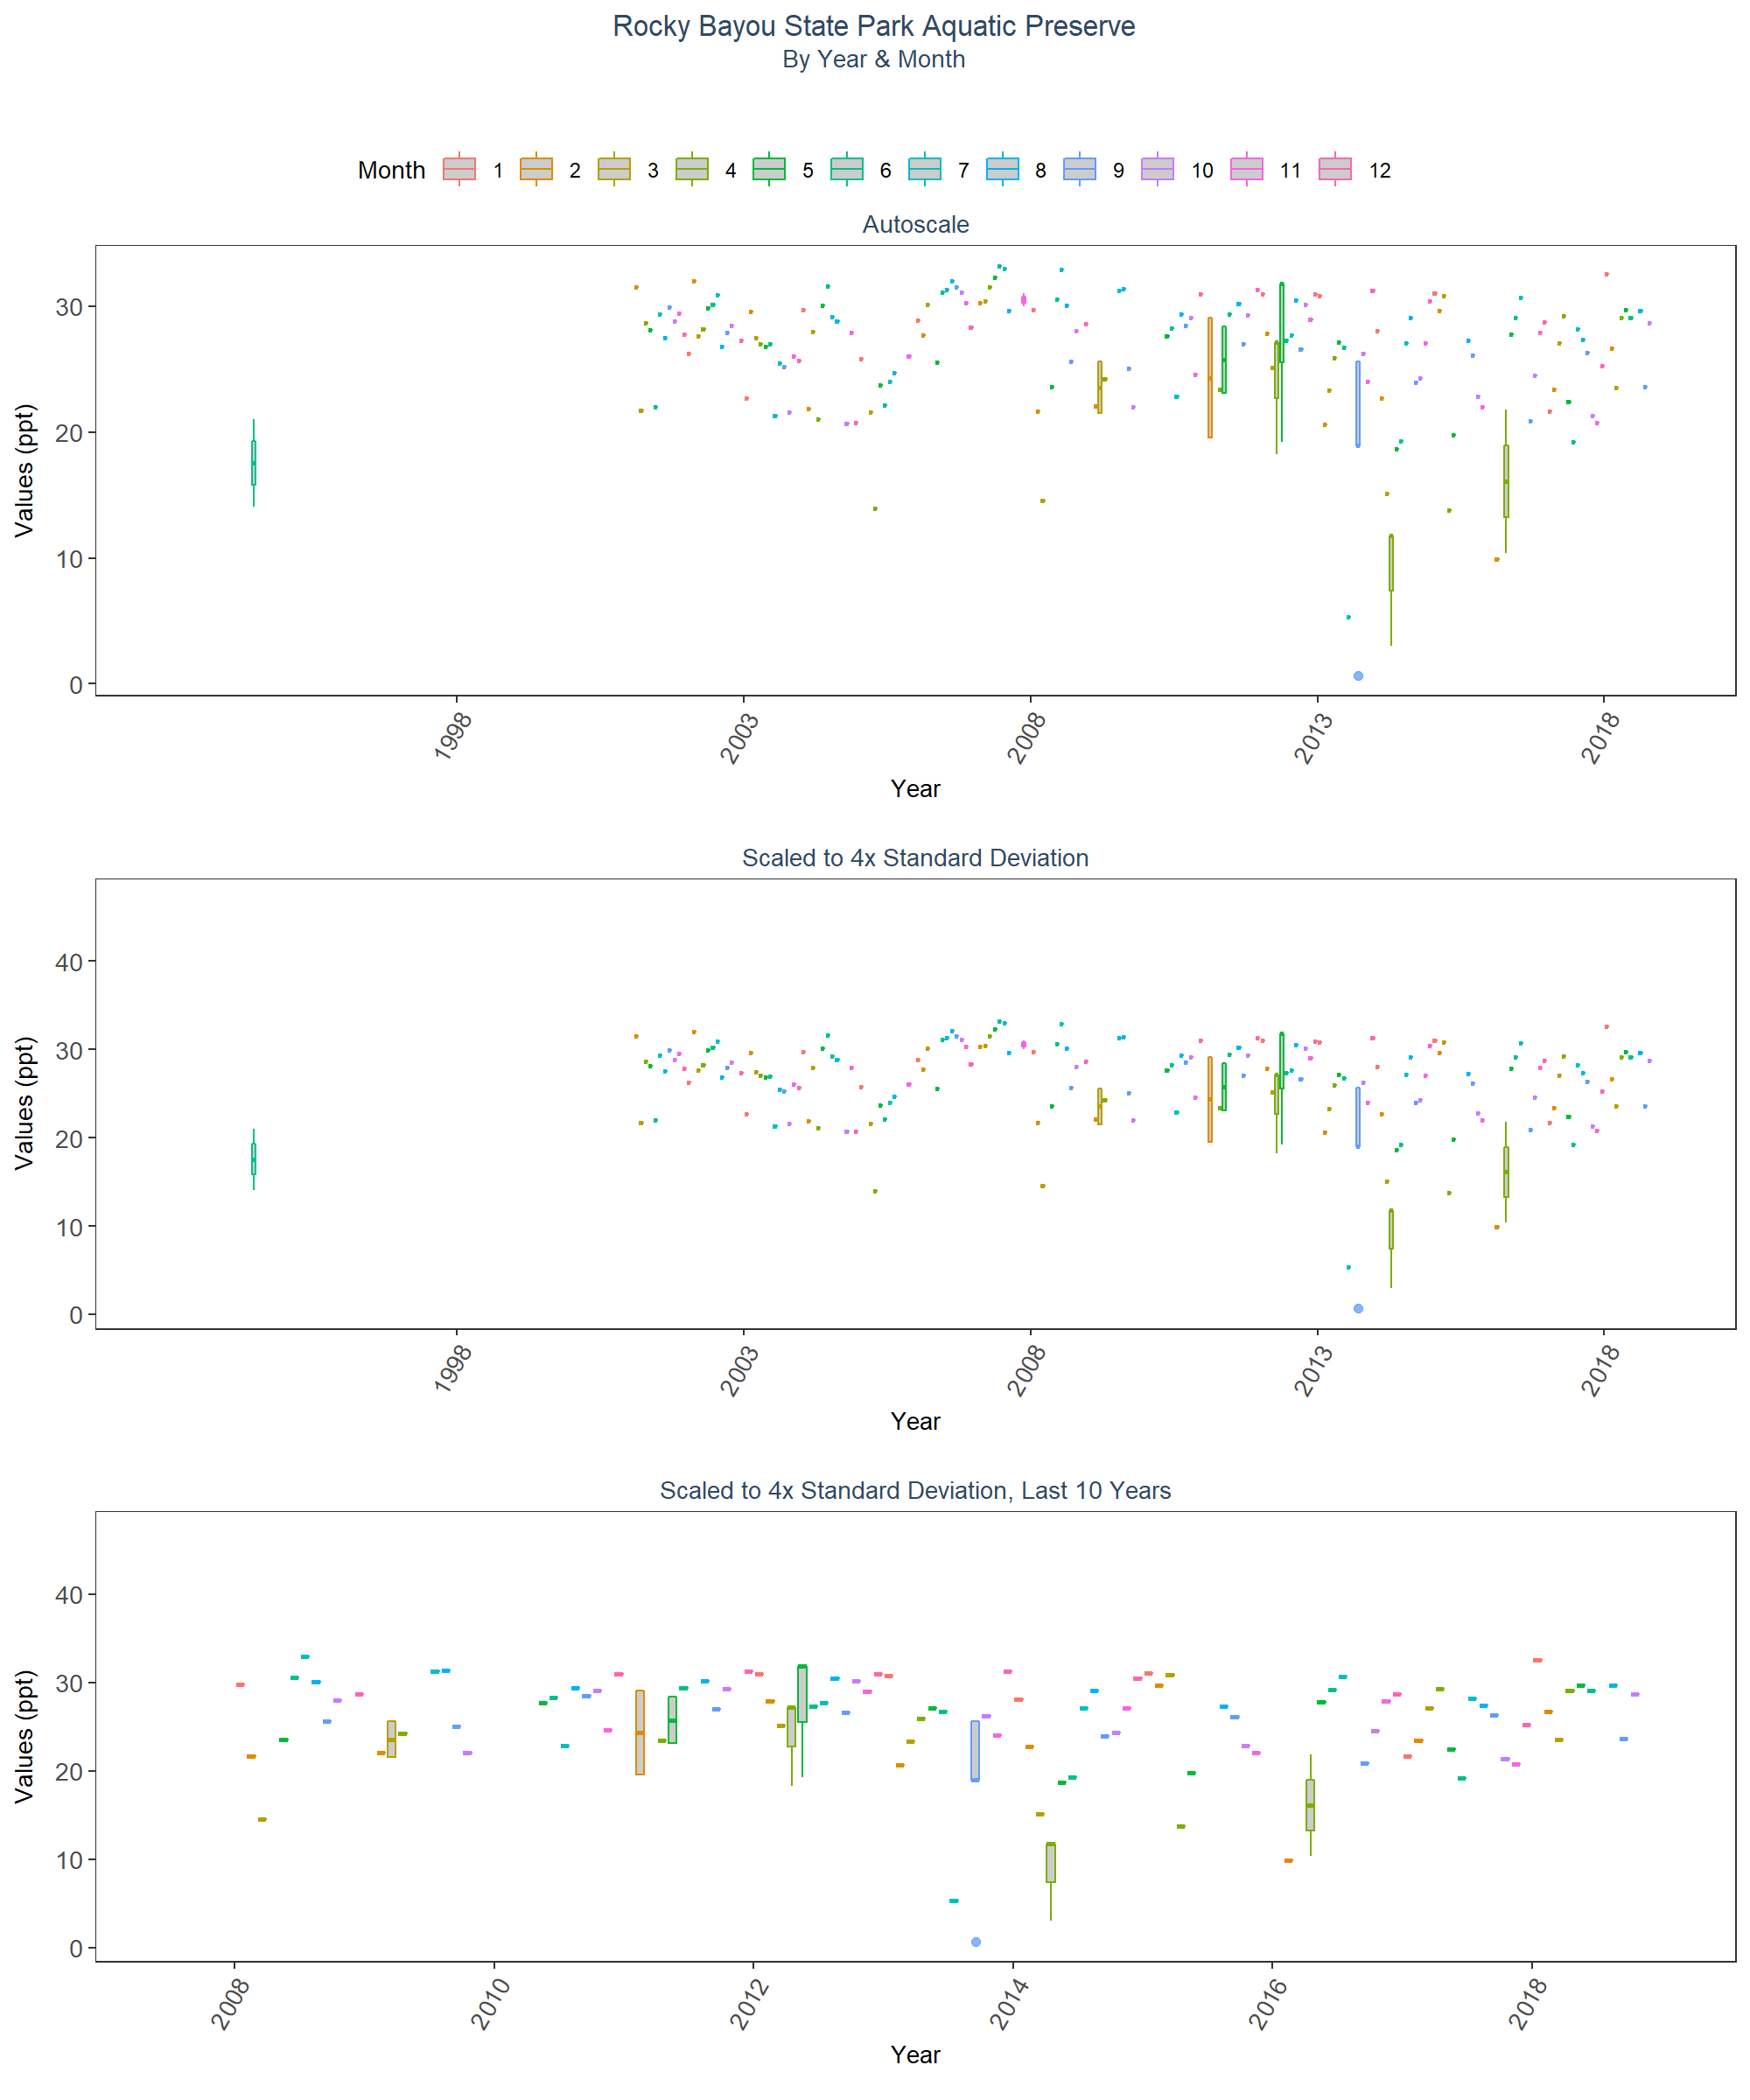 Rocky Bayou State Park Aquatic Preserve
By Year & Month
Month 1 2 3 4 5 6 7 8 9 10 11 12
Autoscale
Values (ppt)
30
20
10
0
1998 2003 2008 2013 2018
Year
Scaled to 4x Standard Deviation
Values (ppt)
40
30
20
10
0
1998 2003 2008 2013 2018
Year
Scaled to 4x Standard Deviation, Last 10 Years
Values (ppt)
40
30
20
10
0
2008 2010 2012 2014 2016 2018
Year